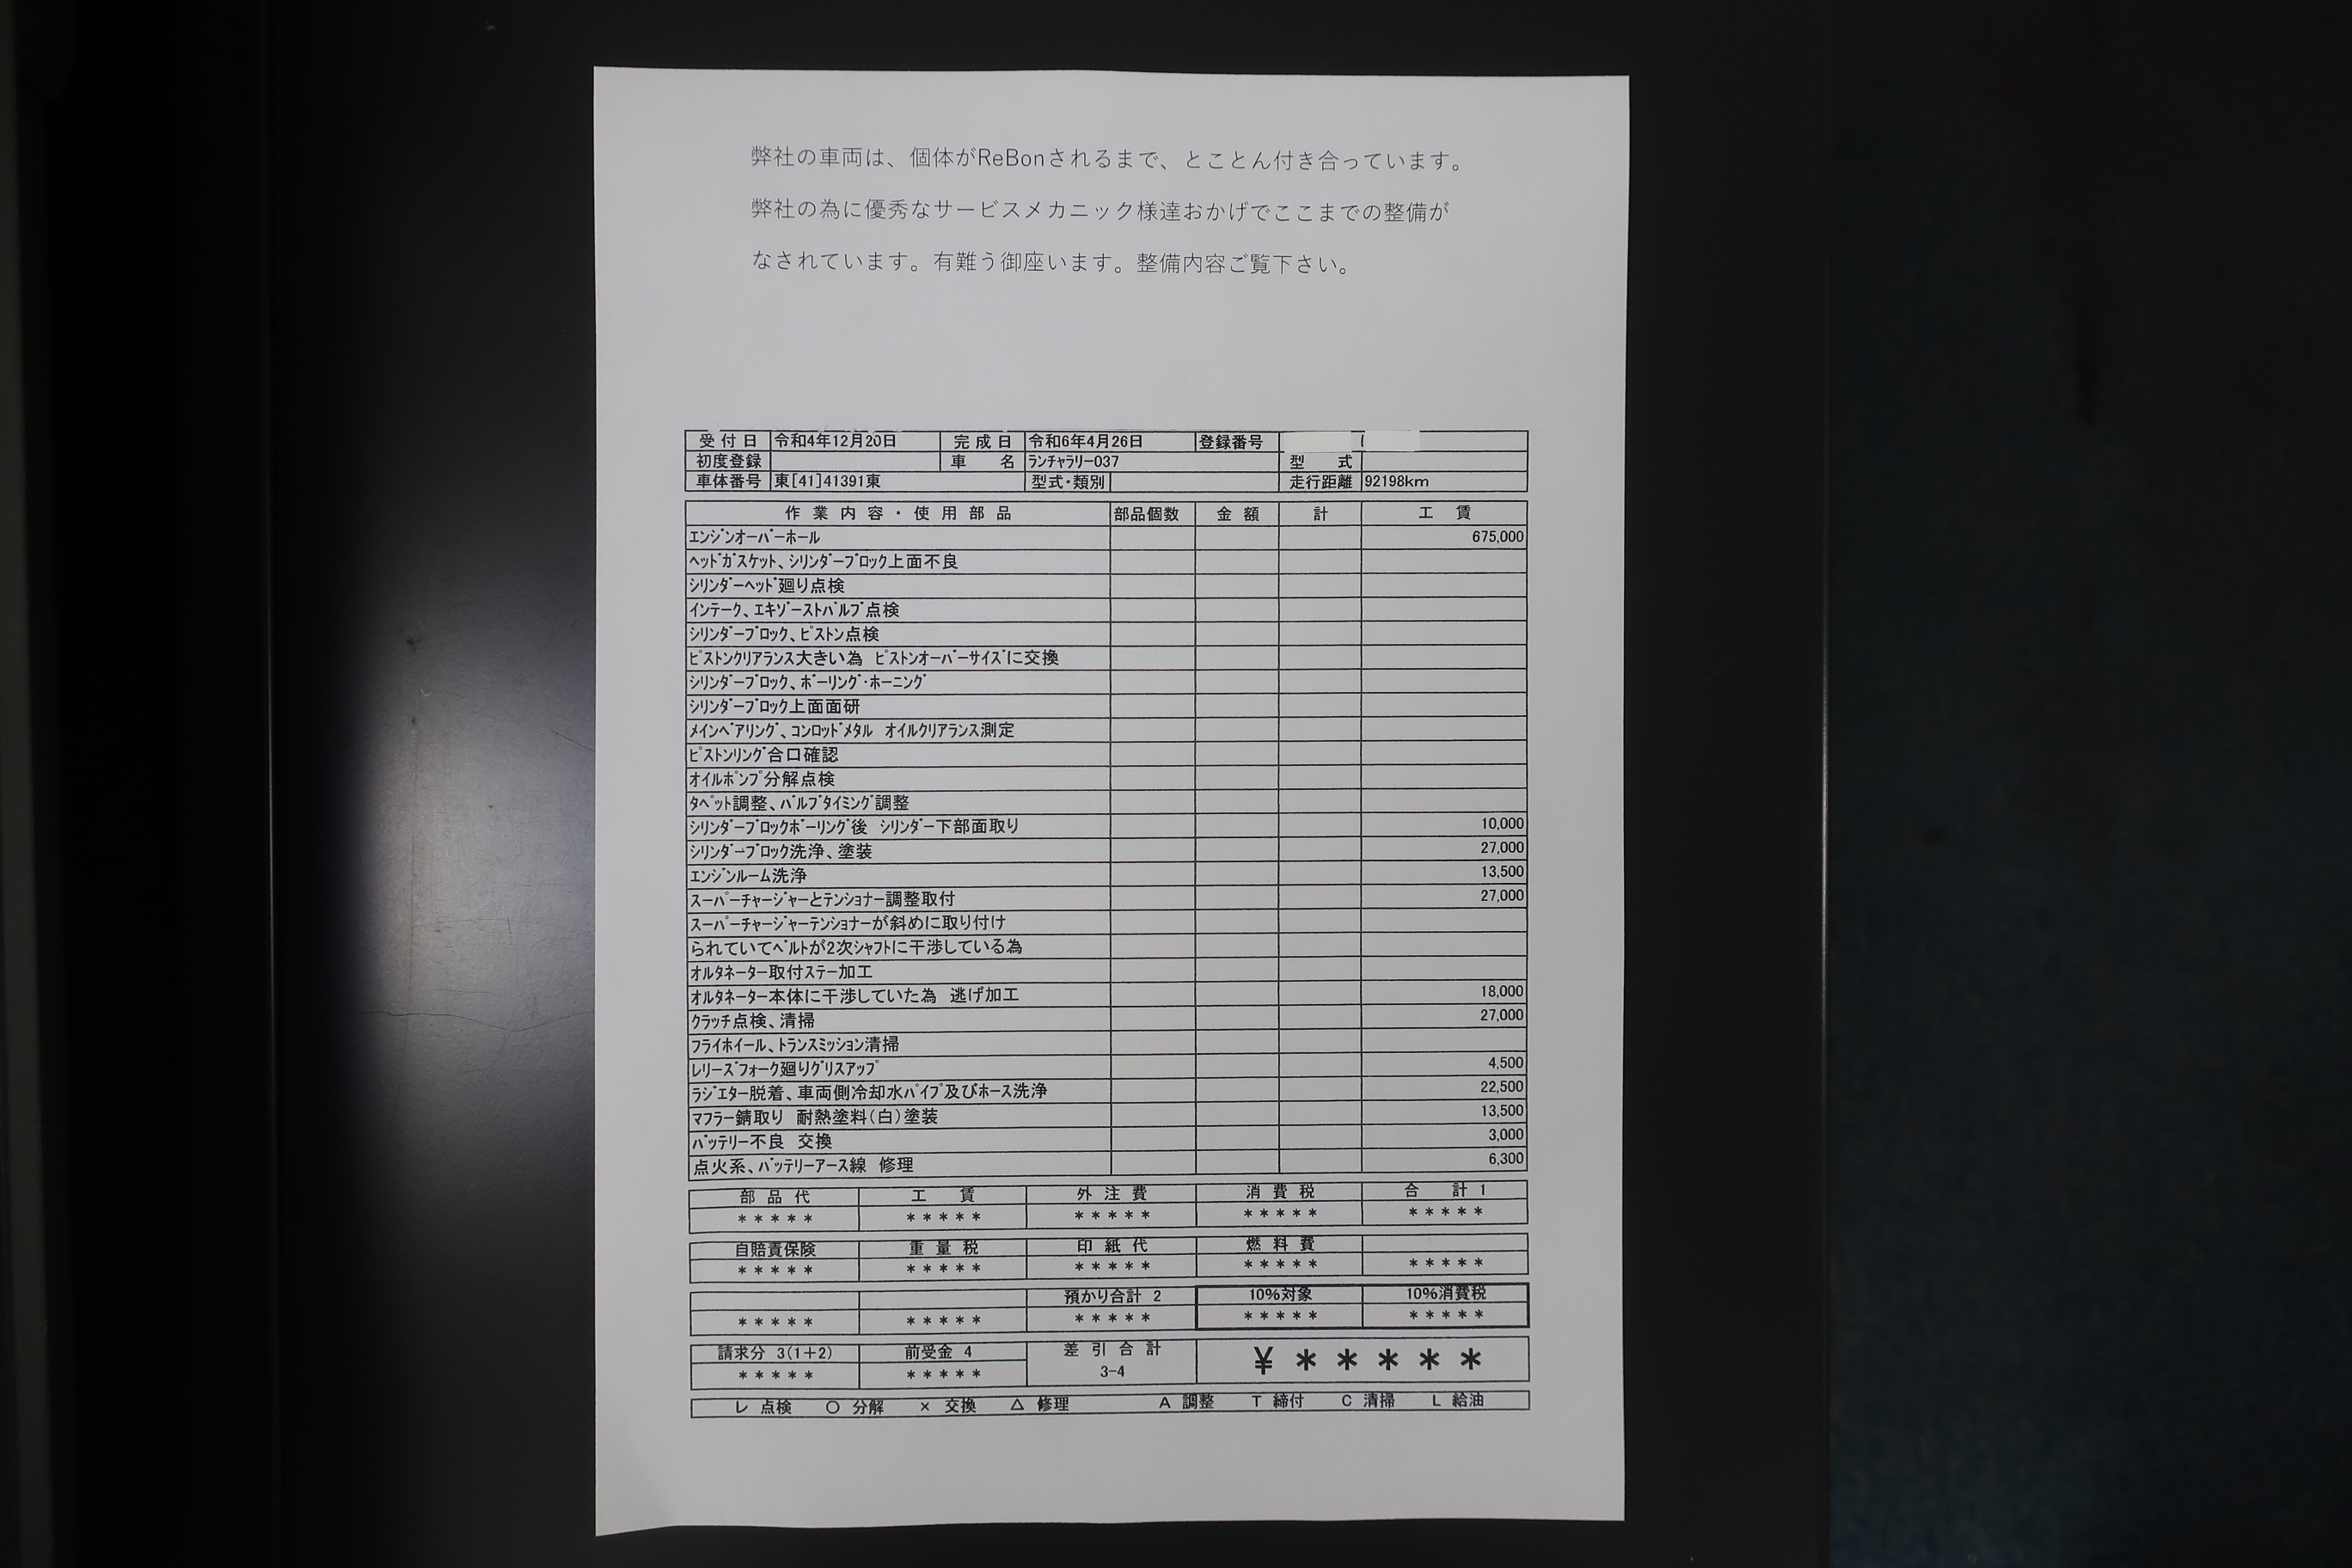 弊社の車両は、個体がReBonされるまで、とことん付き合っています。
弊社の為に優秀なサービスメカニック様達おかげでここまでの整備が
なされています。有難う御座います。整備内容ご覧下さい。
受付日 令和4年12月20日 完成日 令和6年4月26日 登録番号
初度登録 車 名 ﾗﾝﾁｬﾗﾘｰ037 型 式
車体番号 東[41]41391東 型式・類別 走行距離 92198km
作業内容・使用部品 部品個数 金額 計 工賃
ｴﾝｼﾞﾝｵｰﾊﾞｰﾎｰﾙ 675,000
ﾍｯﾄﾞｶﾞｽｹｯﾄ、ｼﾘﾝﾀﾞｰﾌﾞﾛｯｸ上面不良
ｼﾘﾝﾀﾞｰﾍｯﾄﾞ廻り点検
ｲﾝﾃｰｸ、ｴｷｿﾞｰｽﾄﾊﾞﾙﾌﾞ点検
ｼﾘﾝﾀﾞｰﾌﾞﾛｯｸ、ﾋﾟｽﾄﾝ点検
ﾋﾟｽﾄﾝｸﾘｱﾗﾝｽ大きい為 ﾋﾟｽﾄﾝｵｰﾊﾞｰｻｲｽﾞに交換
ｼﾘﾝﾀﾞｰﾌﾞﾛｯｸ、ﾎﾞｰﾘﾝｸﾞ・ﾎｰﾆﾝｸﾞ
ｼﾘﾝﾀﾞｰﾌﾞﾛｯｸ上面面研
ﾒｲﾝﾍﾞｱﾘﾝｸﾞ、ｺﾝﾛｯﾄﾞﾒﾀﾙ ｵｲﾙｸﾘｱﾗﾝｽ測定
ﾋﾟｽﾄﾝﾘﾝｸﾞ合口確認
ｵｲﾙﾎﾟﾝﾌﾟ分解点検
ﾀﾍﾟｯﾄ調整、ﾊﾞﾙﾌﾞﾀｲﾐﾝｸﾞ調整
ｼﾘﾝﾀﾞｰﾌﾞﾛｯｸﾎﾞｰﾘﾝｸﾞ後 ｼﾘﾝﾀﾞｰ下部面取り 10,000
ｼﾘﾝﾀﾞｰﾌﾞﾛｯｸ洗浄、塗装 27,000
ｴﾝｼﾞﾝﾙｰﾑ洗浄 13,500
ｽｰﾊﾟｰﾁｬｰｼﾞｬｰとﾃﾝｼｮﾅｰ調整取付 27,000
ｽｰﾊﾟｰﾁｬｰｼﾞｬｰﾃﾝｼｮﾅｰが斜めに取り付け
られていてﾍﾞﾙﾄが2次ｼｬﾌﾄに干渉している為
ｵﾙﾀﾈｰﾀｰ取付ｽﾃｰ加工
ｵﾙﾀﾈｰﾀｰ本体に干渉していた為 逃げ加工 18,000
ｸﾗｯﾁ点検、清掃 27,000
ﾌﾗｲﾎｲｰﾙ、ﾄﾗﾝｽﾐｯｼｮﾝ清掃
ﾚﾘｰｽﾞﾌｫｰｸ廻りｸﾞﾘｽｱｯﾌﾟ 4,500
ﾗｼﾞｴﾀｰ脱着、車両側冷却水ﾊﾟｲﾌﾟ及びﾎｰｽ洗浄 22,500
ﾏﾌﾗｰ錆取り 耐熱塗料(白)塗装 13,500
ﾊﾞｯﾃﾘｰ不良 交換 3,000
点火系、ﾊﾞｯﾃﾘｰｱｰｽ線 修理 6,300
部品代 工賃 外注費 消費税 合計1
***** ***** ***** ***** *****
自賠責保険 重量税 印紙代 燃料費
***** ***** ***** ***** *****
預かり合計 2 10%対象 10%消費税
***** ***** ***** ***** *****
請求分 3(1+2) 前受金 4 差引合計 ¥*****
***** ***** 3-4
レ 点検 ○ 分解 × 交換 △ 修理 A 調整 T 締付 C 清掃 L 給油